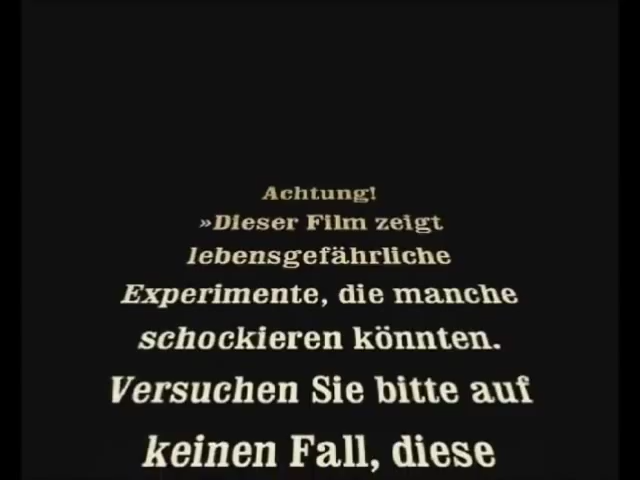 Achtung!
»Dieser Film zeigt
lebensgefährliche
Experimente, die manche
schockieren könnten.
Versuchen Sie bitte auf
keinen Fall, diese